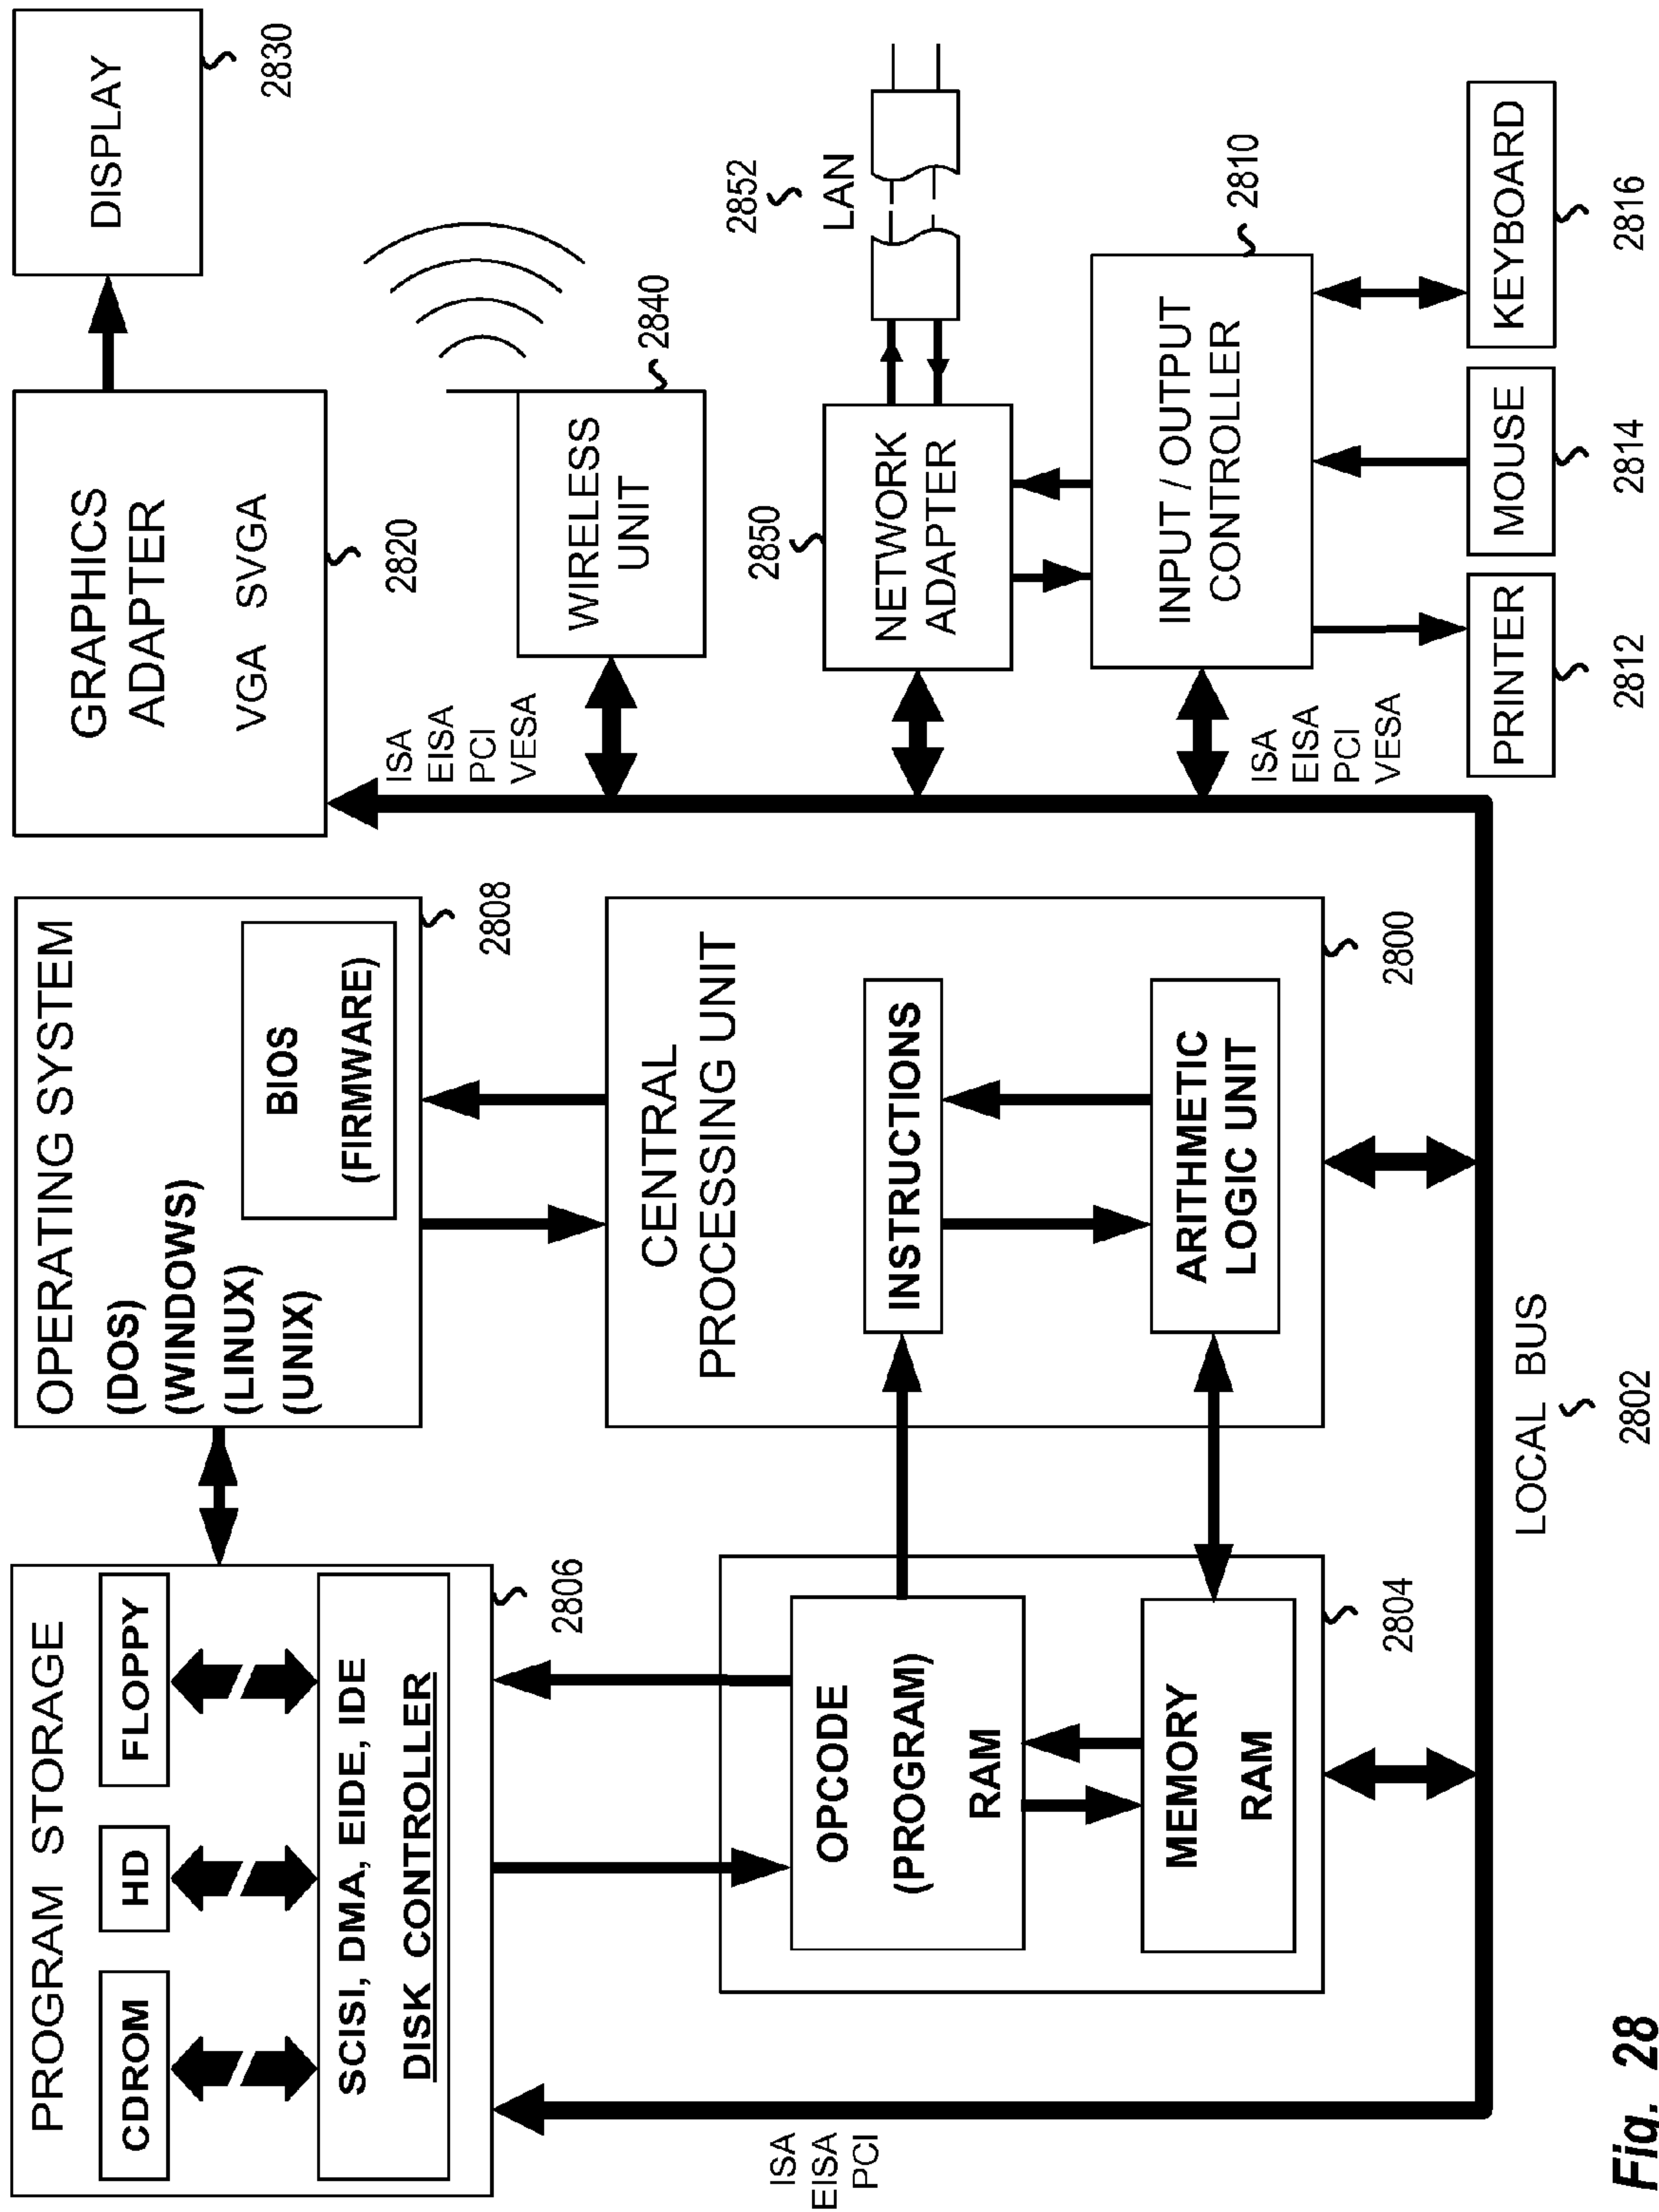 PROGRAM STORAGE
CDROM
HD
FLOPPY
SCISI, DMA, EIDE, IDE
DISK CONTROLLER
2806
OPERATING SYSTEM
(DOS)
(WINDOWS)
(LINUX)
(UNIX)
BIOS
(FIRMWARE)
2808
GRAPHICS
ADAPTER
VGA SVGA
2820
DISPLAY
2830
ISA
EISA
PCI
VESA
WIRELESS
UNIT
2840
CENTRAL
PROCESSING UNIT
INSTRUCTIONS
ARITHMETIC
LOGIC UNIT
2800
OPCODE
(PROGRAM)
RAM
MEMORY
RAM
2804
2850
NETWORK
ADAPTER
2852
LAN
INPUT / OUTPUT
CONTROLLER
2810
ISA
EISA
PCI
VESA
PRINTER
2812
MOUSE
2814
KEYBOARD
2816
ISA
EISA
PCI
LOCAL BUS
2802
Fig. 28